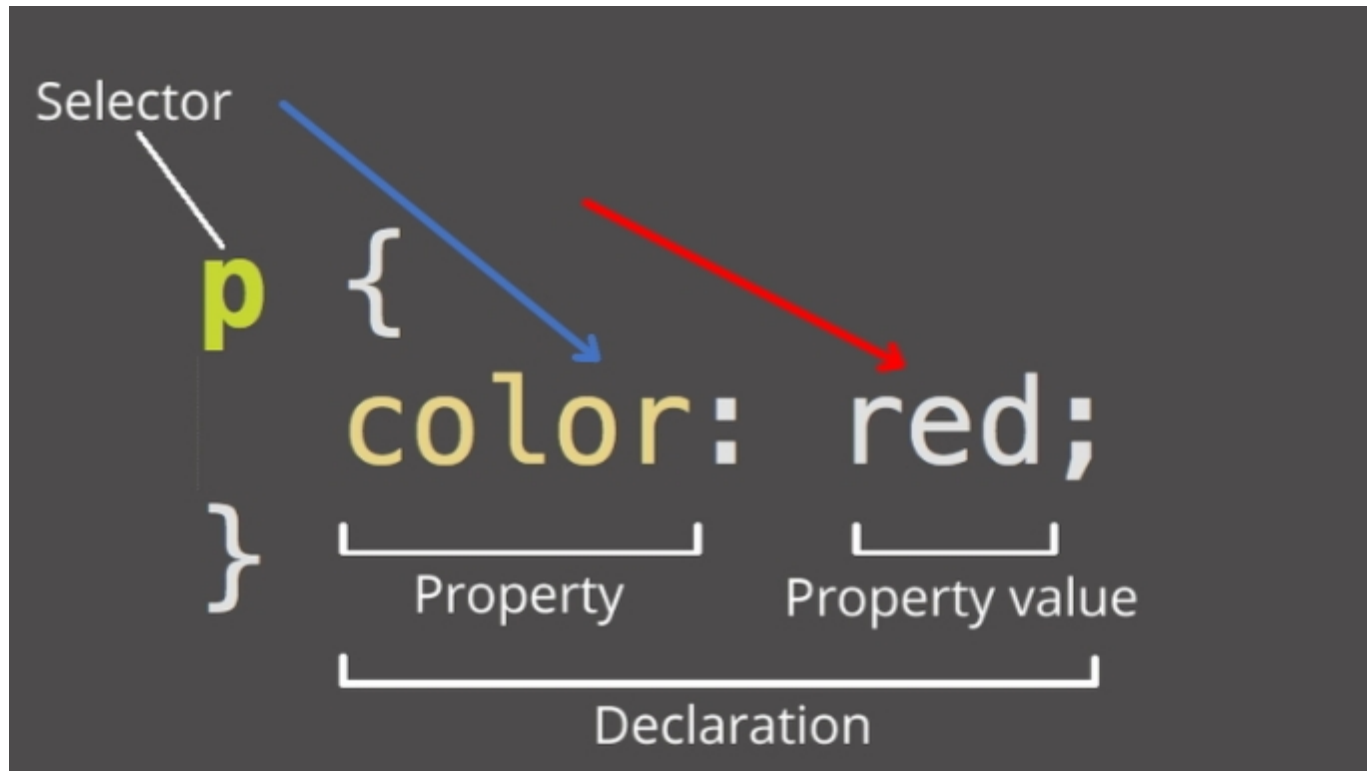 Selector
p {
color: red;
}
Property Property value
Declaration